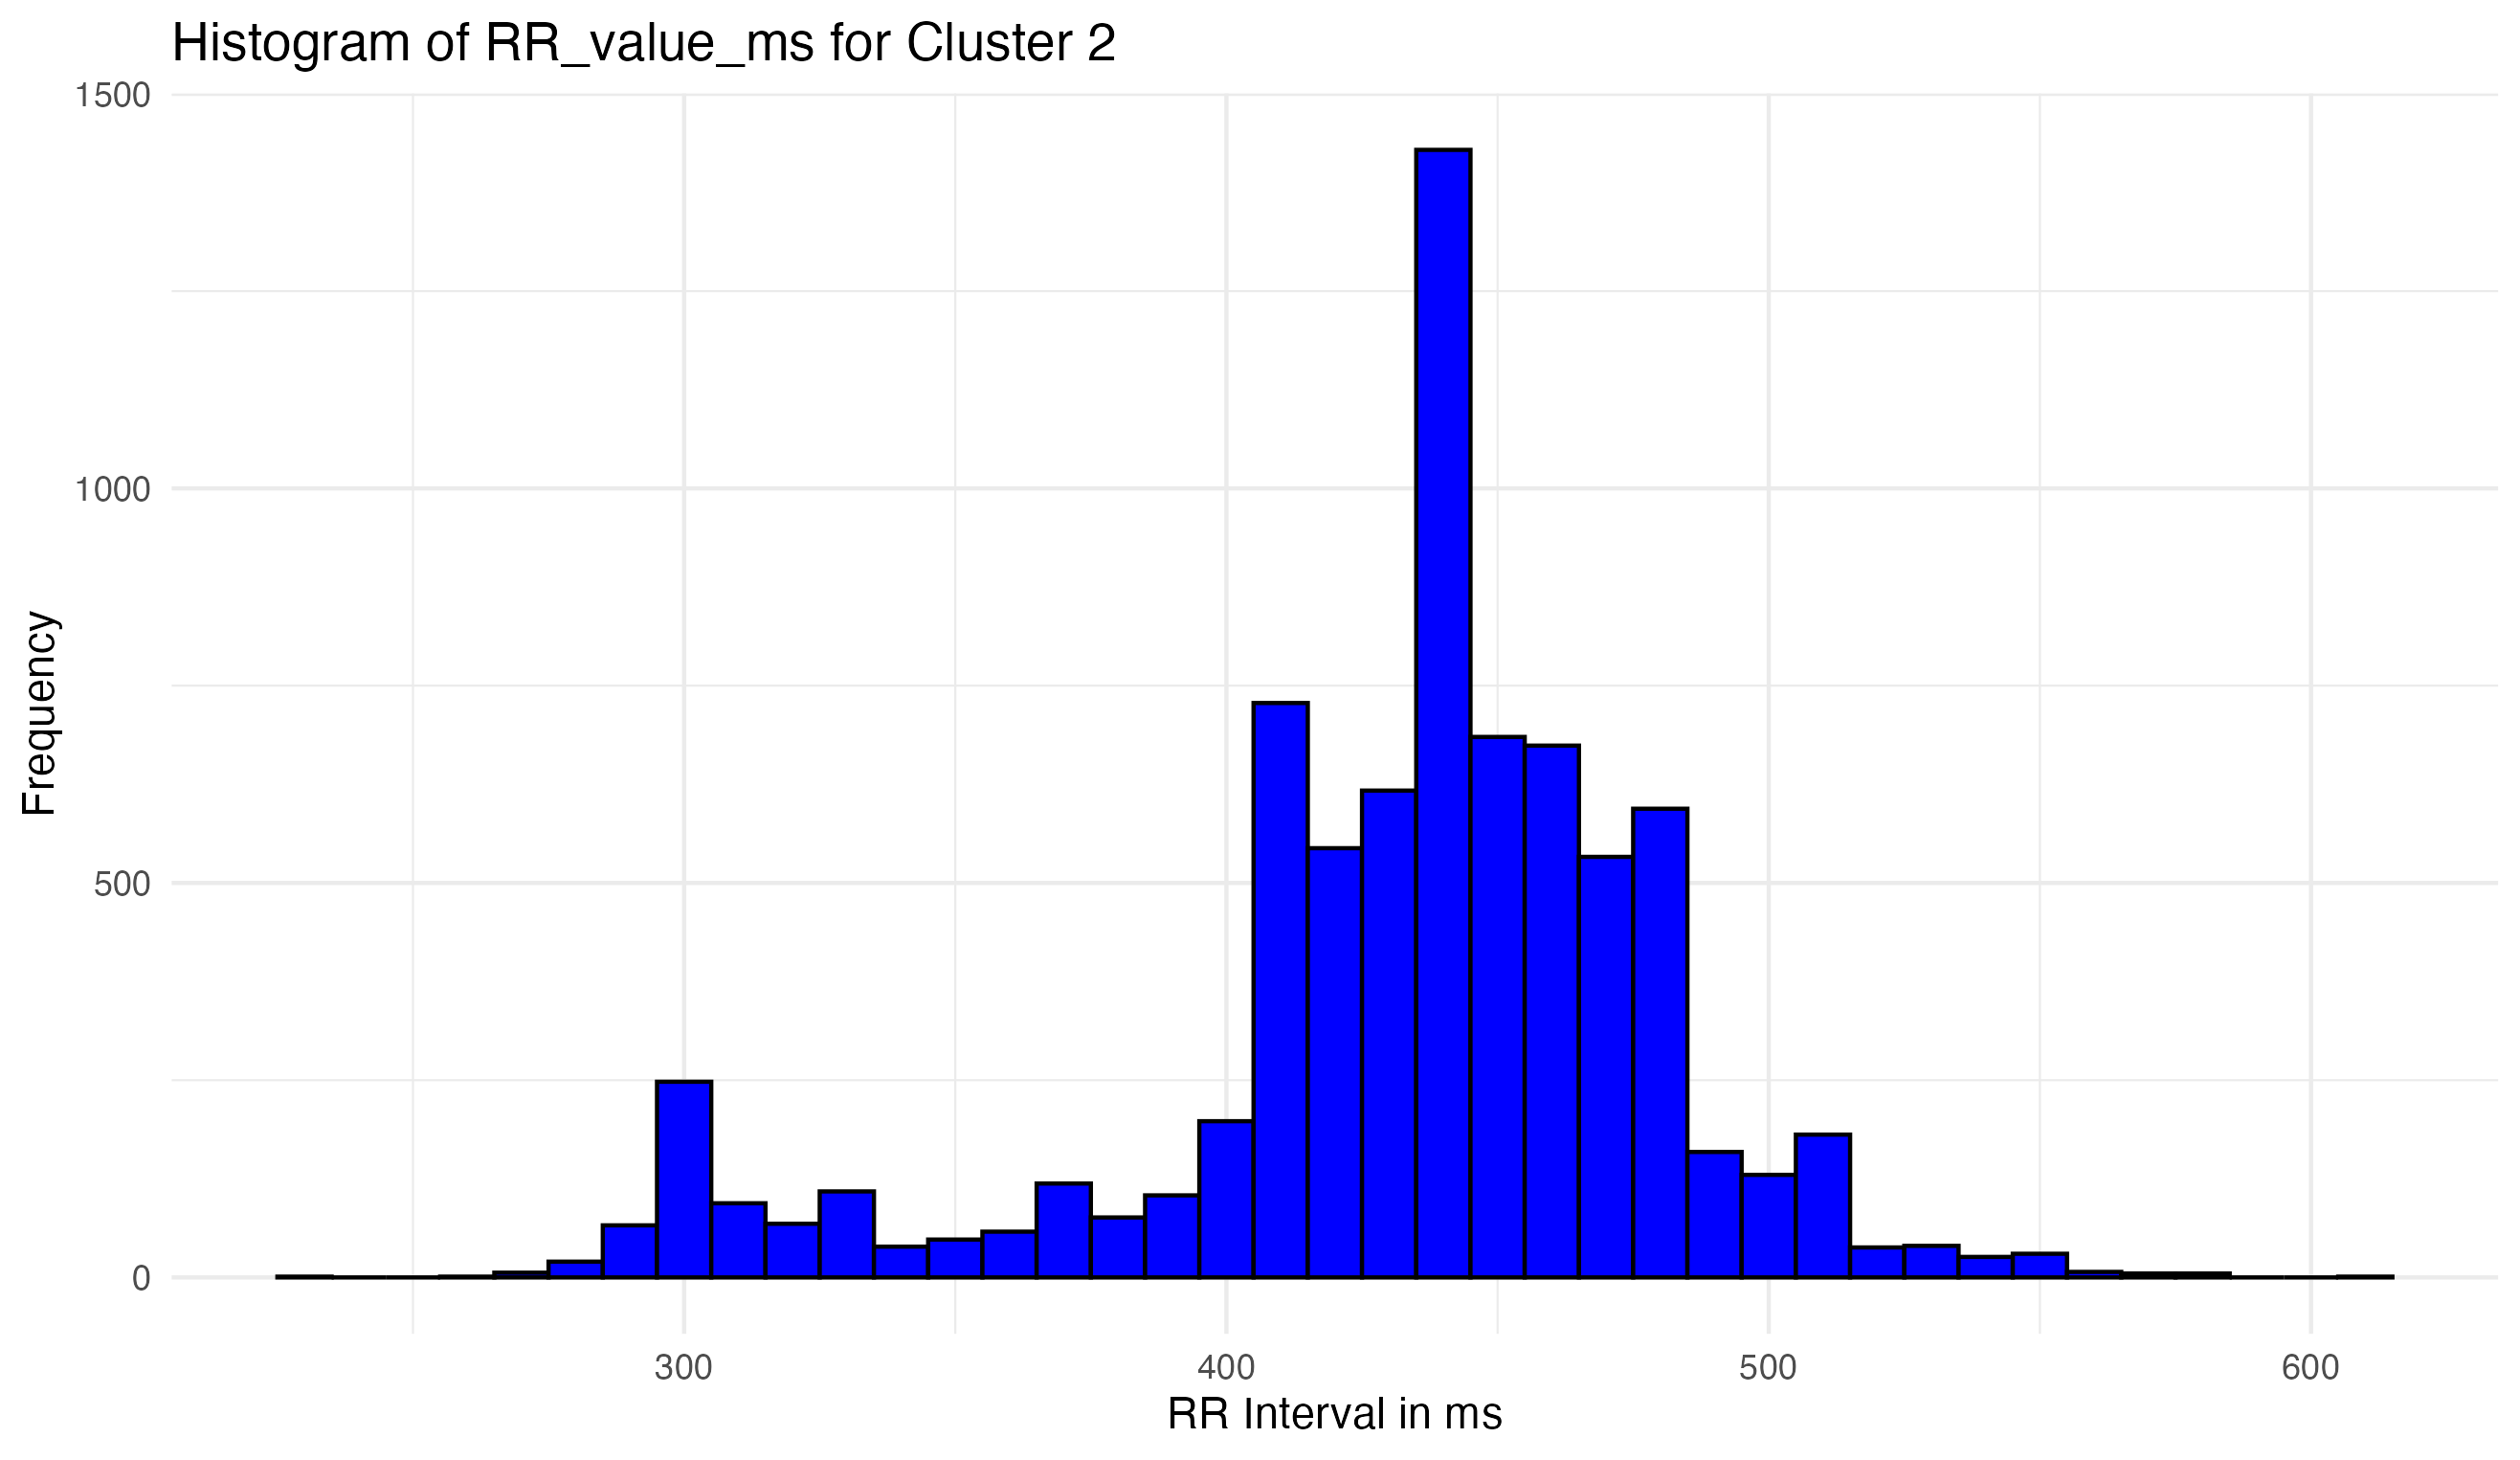 Histogram of RR_value_ms for Cluster 2
1500
1000
500
0
Frequency
300 400 500 600
RR Interval in ms